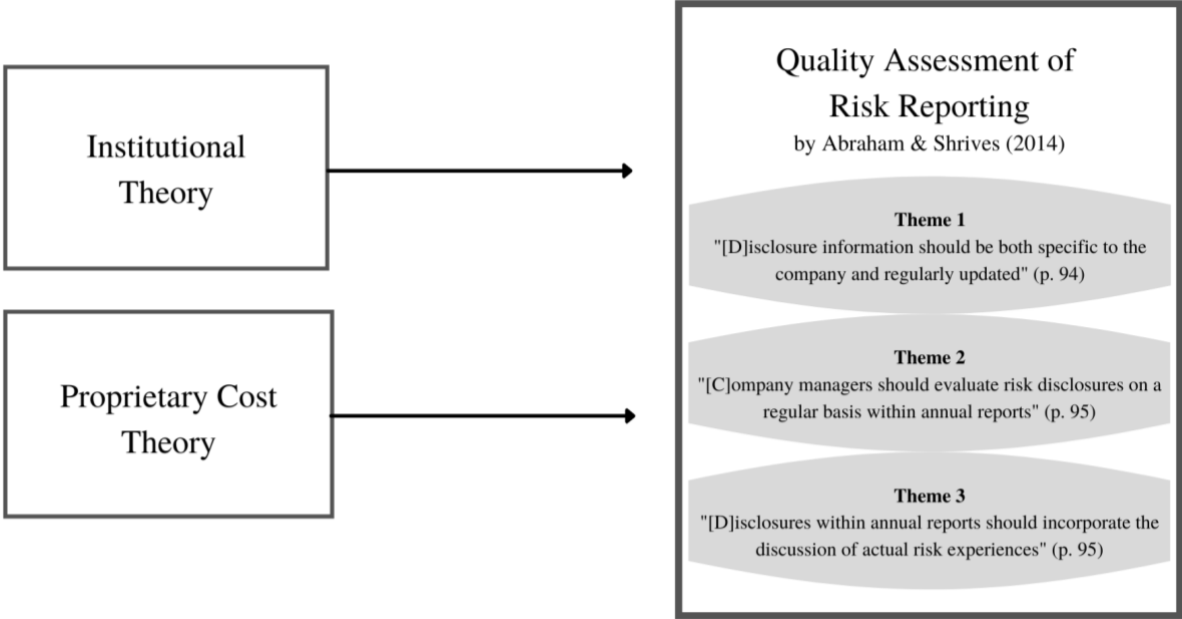 Institutional
Theory
Proprietary Cost
Theory
Quality Assessment of
Risk Reporting
by Abraham & Shrives (2014)
Theme 1
"[D]isclosure information should be both specific to the
company and regularly updated" (p. 94)
Theme 2
"[C]ompany managers should evaluate risk disclosures on a
regular basis within annual reports" (p. 95)
Theme 3
"[D]isclosures within annual reports should incorporate the
discussion of actual risk experiences" (p. 95)